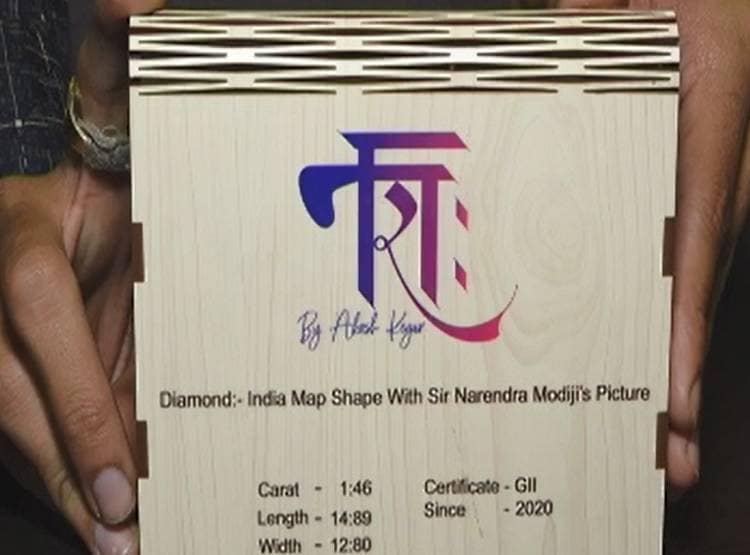 By Akash
Diamond:- India Map Shape With Sir Narendra Modiji's Picture
Carat - 1:46
Length - 14:89
Width - 12:80
Certificate - GII
Since - 2020